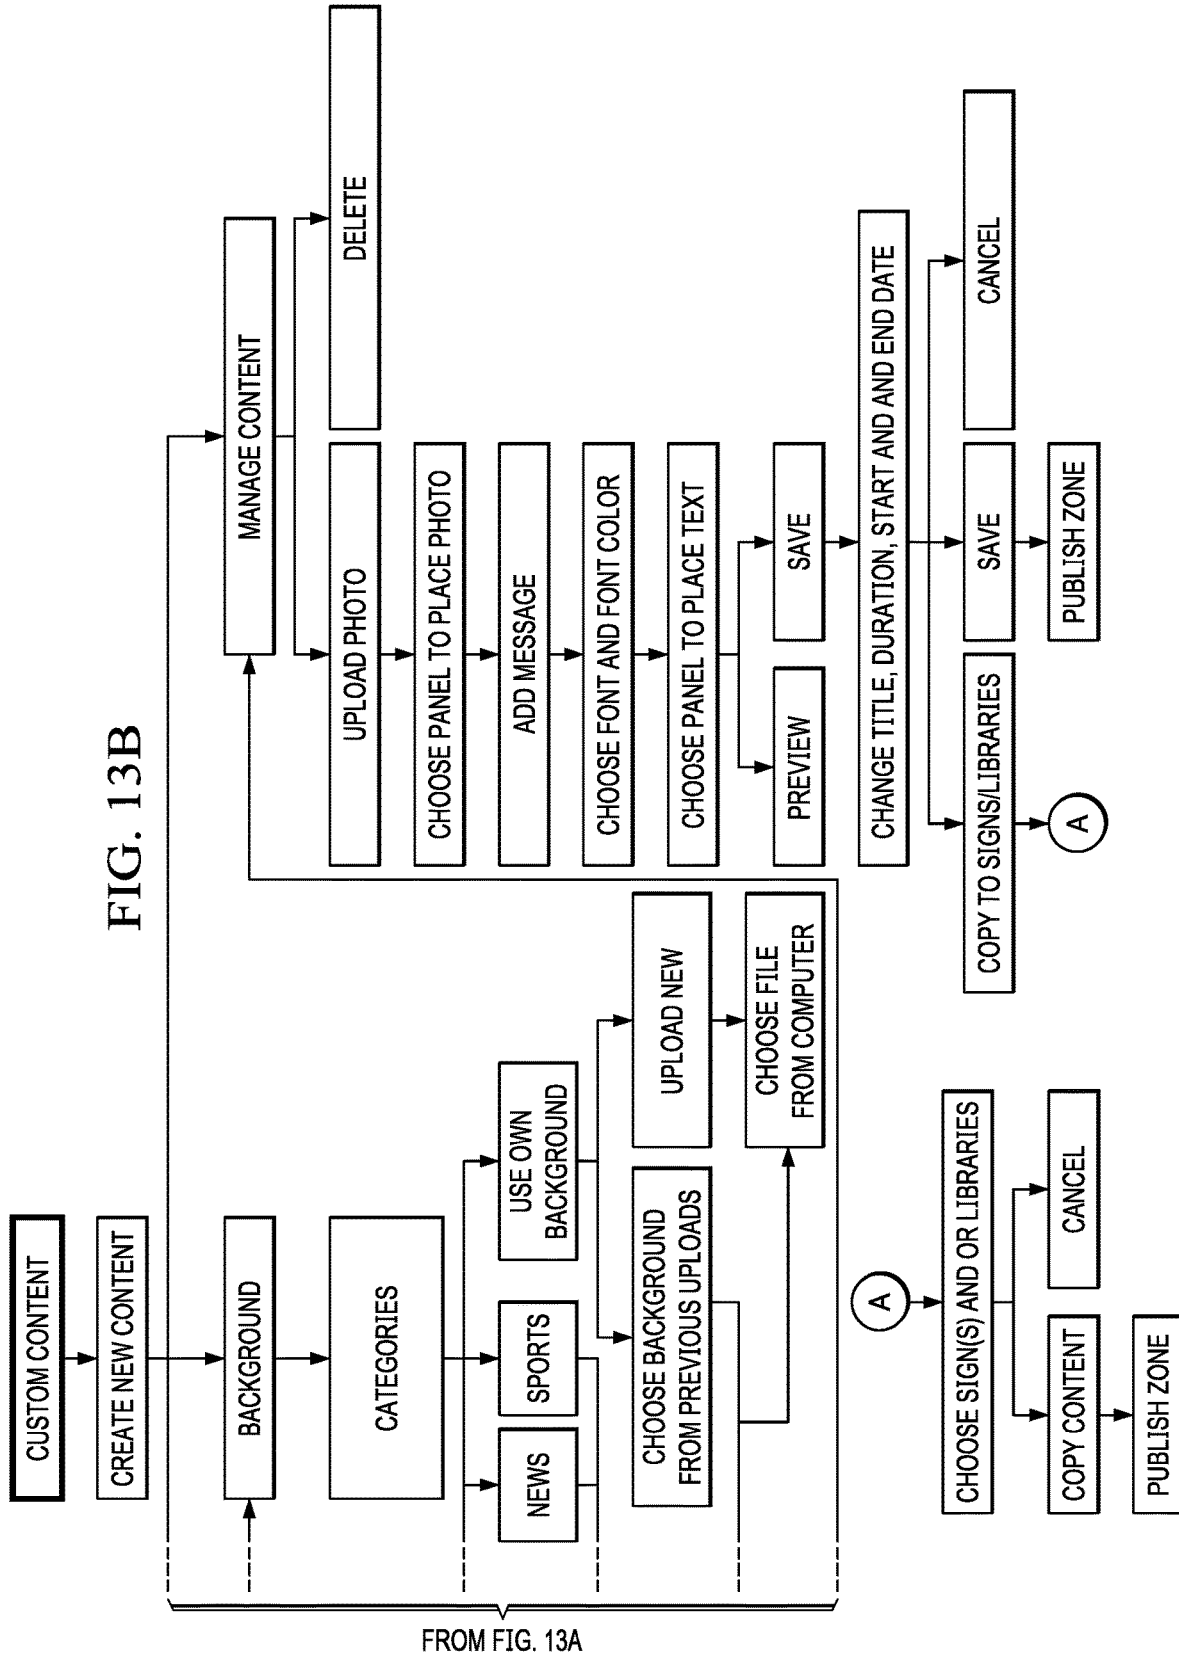 FIG. 13B
CUSTOM CONTENT
CREATE NEW CONTENT
BACKGROUND
MANAGE CONTENT
CATEGORIES
UPLOAD PHOTO
DELETE
CHOOSE PANEL TO PLACE PHOTO
NEWS
SPORTS
USE OWN
BACKGROUND
ADD MESSAGE
CHOOSE FONT AND FONT COLOR
CHOOSE BACKGROUND
FROM PREVIOUS UPLOADS
UPLOAD NEW
CHOOSE PANEL TO PLACE TEXT
CHOOSE FILE
FROM COMPUTER
PREVIEW
SAVE
CHANGE TITLE, DURATION, START AND AND END DATE
FROM FIG. 13A
A
CHOOSE SIGN(S) AND OR LIBRARIES
COPY TO SIGNS/LIBRARIES
SAVE
CANCEL
COPY CONTENT
CANCEL
A
PUBLISH ZONE
PUBLISH ZONE